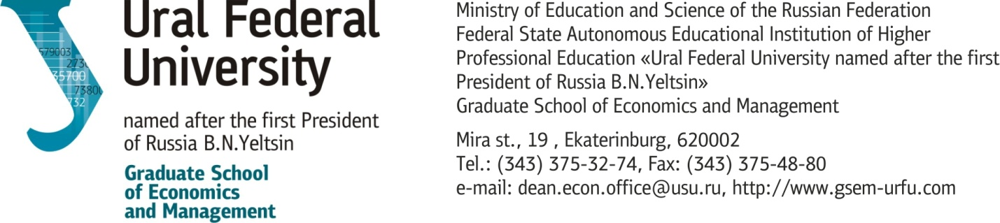 Ural Federal
University
named after the first President
of Russia B.N.Yeltsin
Graduate School
of Economics
and Management
579003
273
35700
7380
732
Ministry of Education and Science of the Russian Federation
Federal State Autonomous Educational Institution of Higher
Professional Education «Ural Federal University named after the first
President of Russia B.N.Yeltsin»
Graduate School of Economics and Management
Mira st., 19 , Ekaterinburg, 620002
Tel.: (343) 375-32-74, Fax: (343) 375-48-80
e-mail: dean.econ.office@usu.ru, http://www.gsem-urfu.com